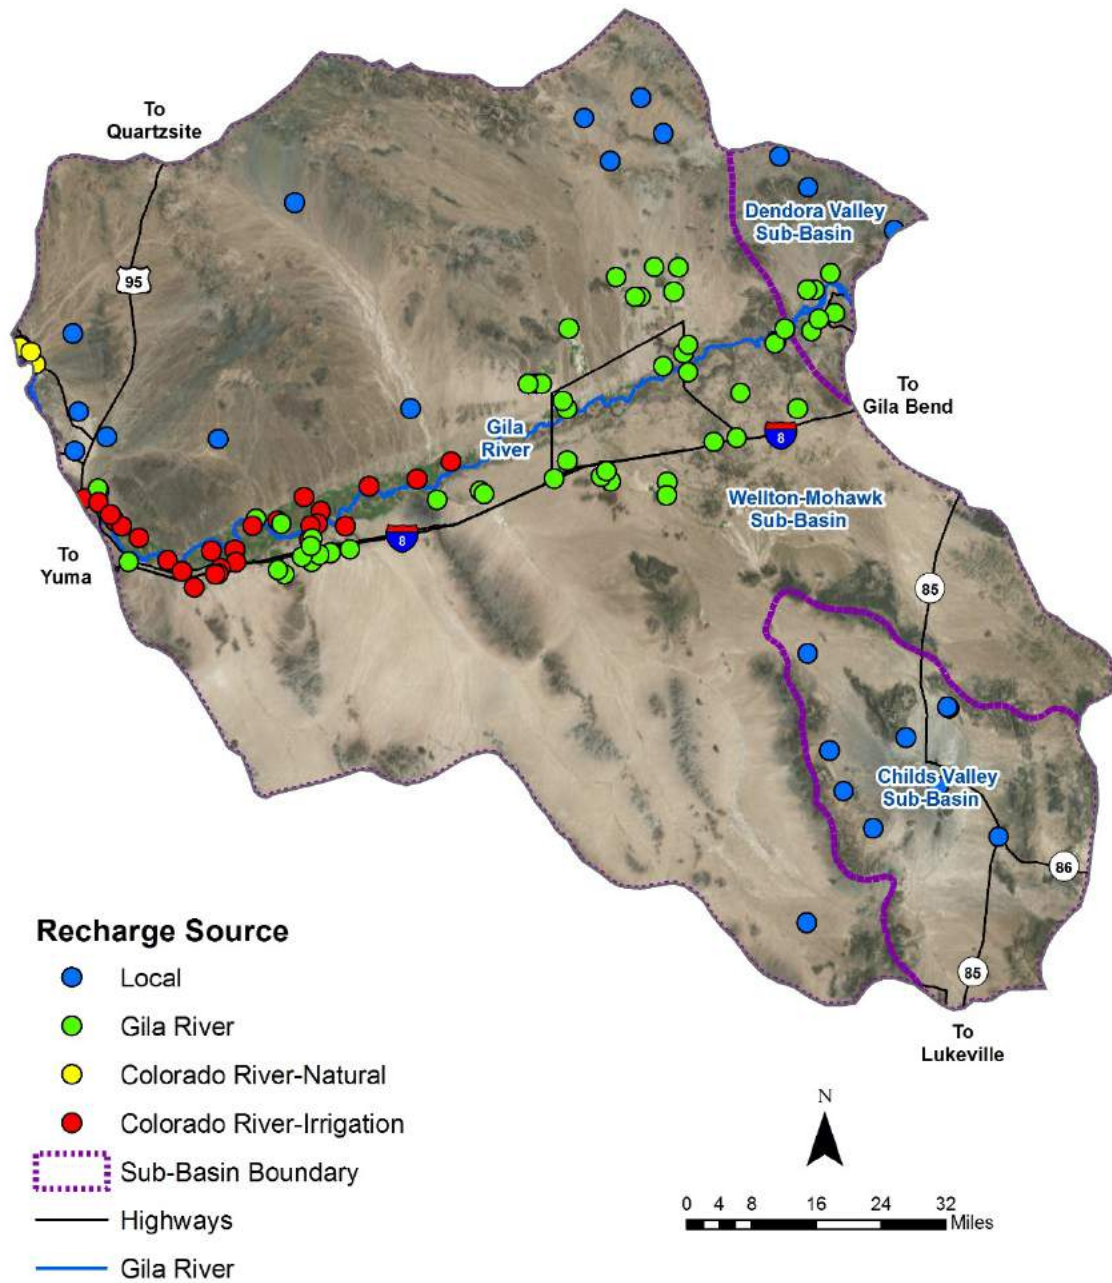 To
Quartzsite
95
Dendora Valley
Sub-Basin
To
Gila Bend
Gila
River
8
Wellton-Mohawk
Sub-Basin
8
To
Yuma
85
Childs Valley
Sub-Basin
86
85
To
Lukeville
Recharge Source
Local
Gila River
Colorado River-Natural
Colorado River-Irrigation
Sub-Basin Boundary
Highways
Gila River
N
0 4 8 16 24 32
Miles